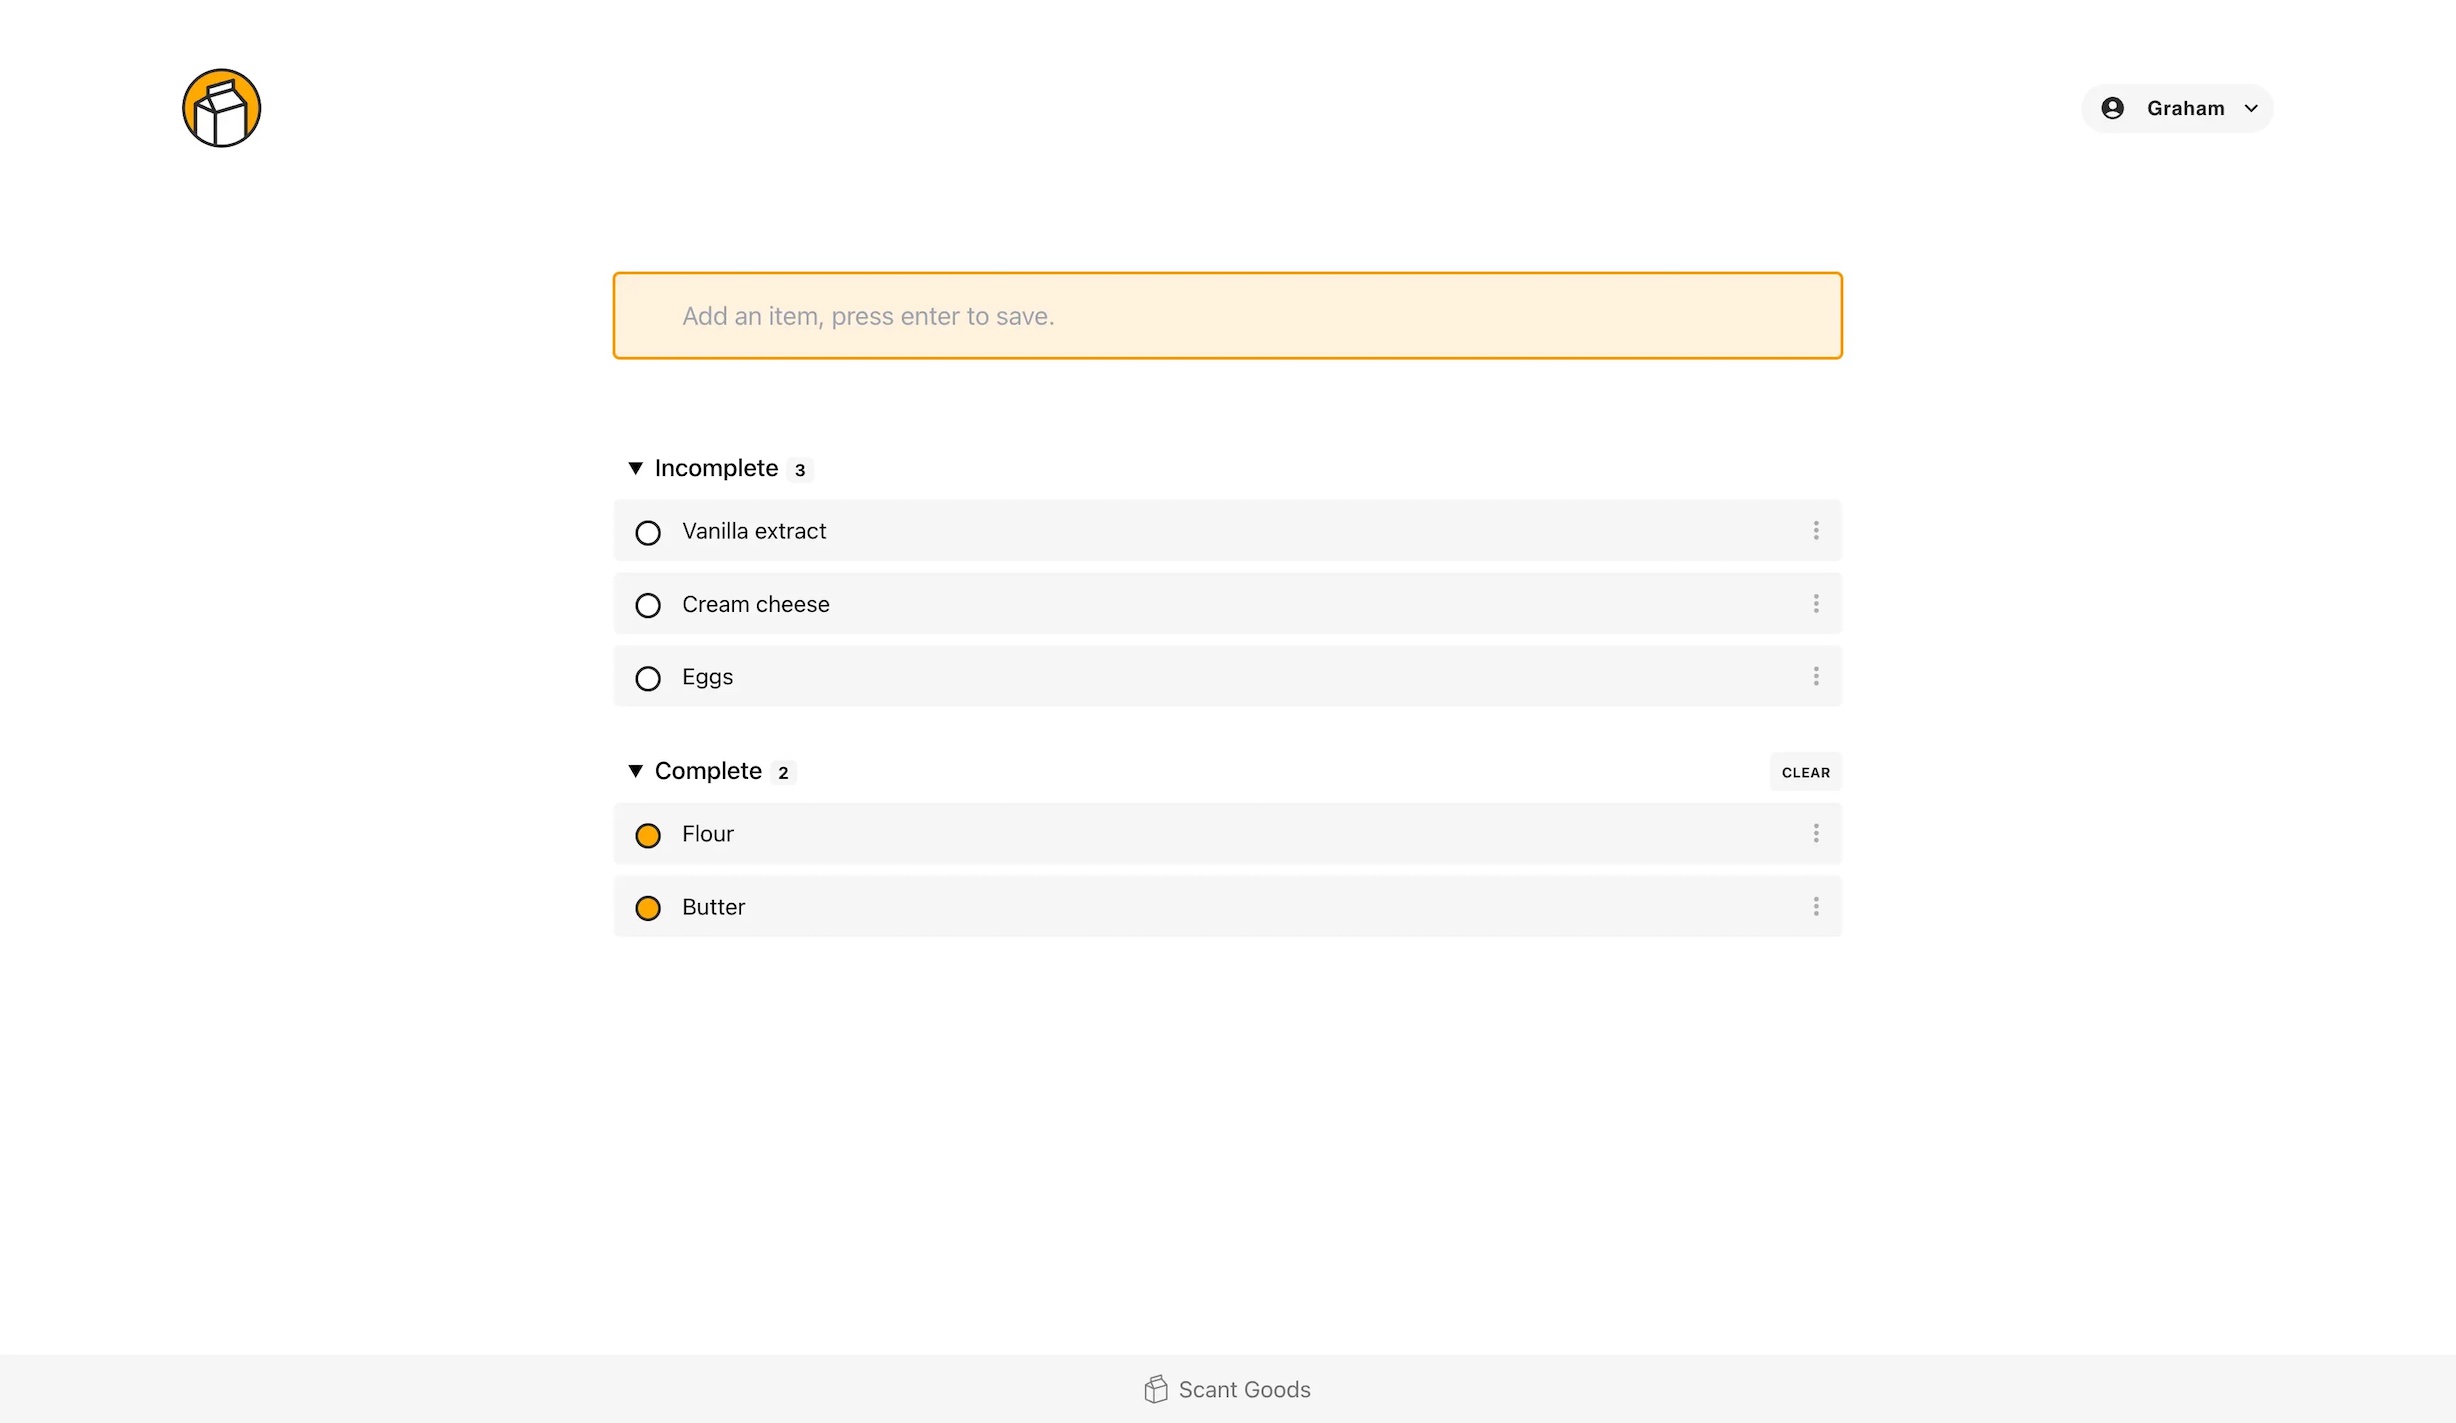 Graham
Add an item, press enter to save.
Incomplete 3
Vanilla extract
Cream cheese
Eggs
Complete 2
CLEAR
Flour
Butter
Scant Goods